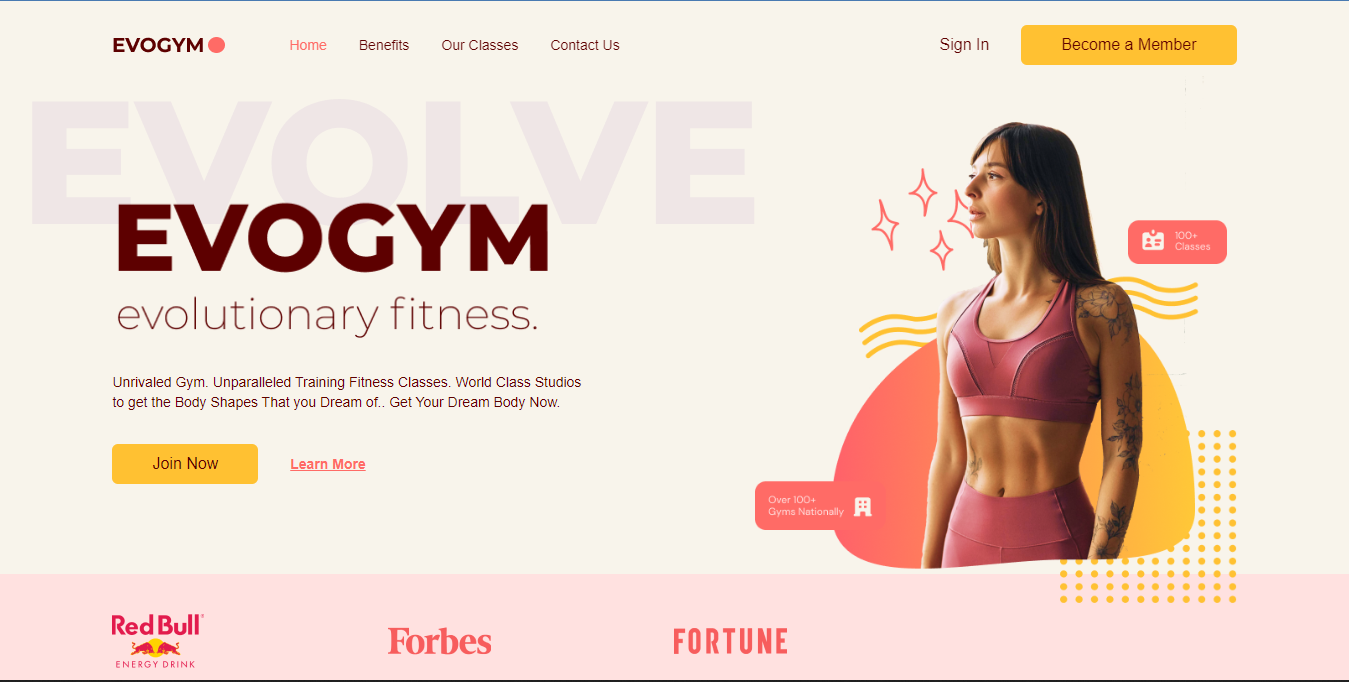 EVOGYM
Home
Benefits
Our Classes
Contact Us
Sign In
Become a Member
EVOLVE
EVOGYM
evolutionary fitness.
100+
Classes
Unrivaled Gym. Unparalleled Training Fitness Classes. World Class Studios
to get the Body Shapes That you Dream of.. Get Your Dream Body Now.
Join Now
Learn More
Over 100+
Gyms Nationally
Red Bull
ENERGY DRINK
Forbes
FORTUNE